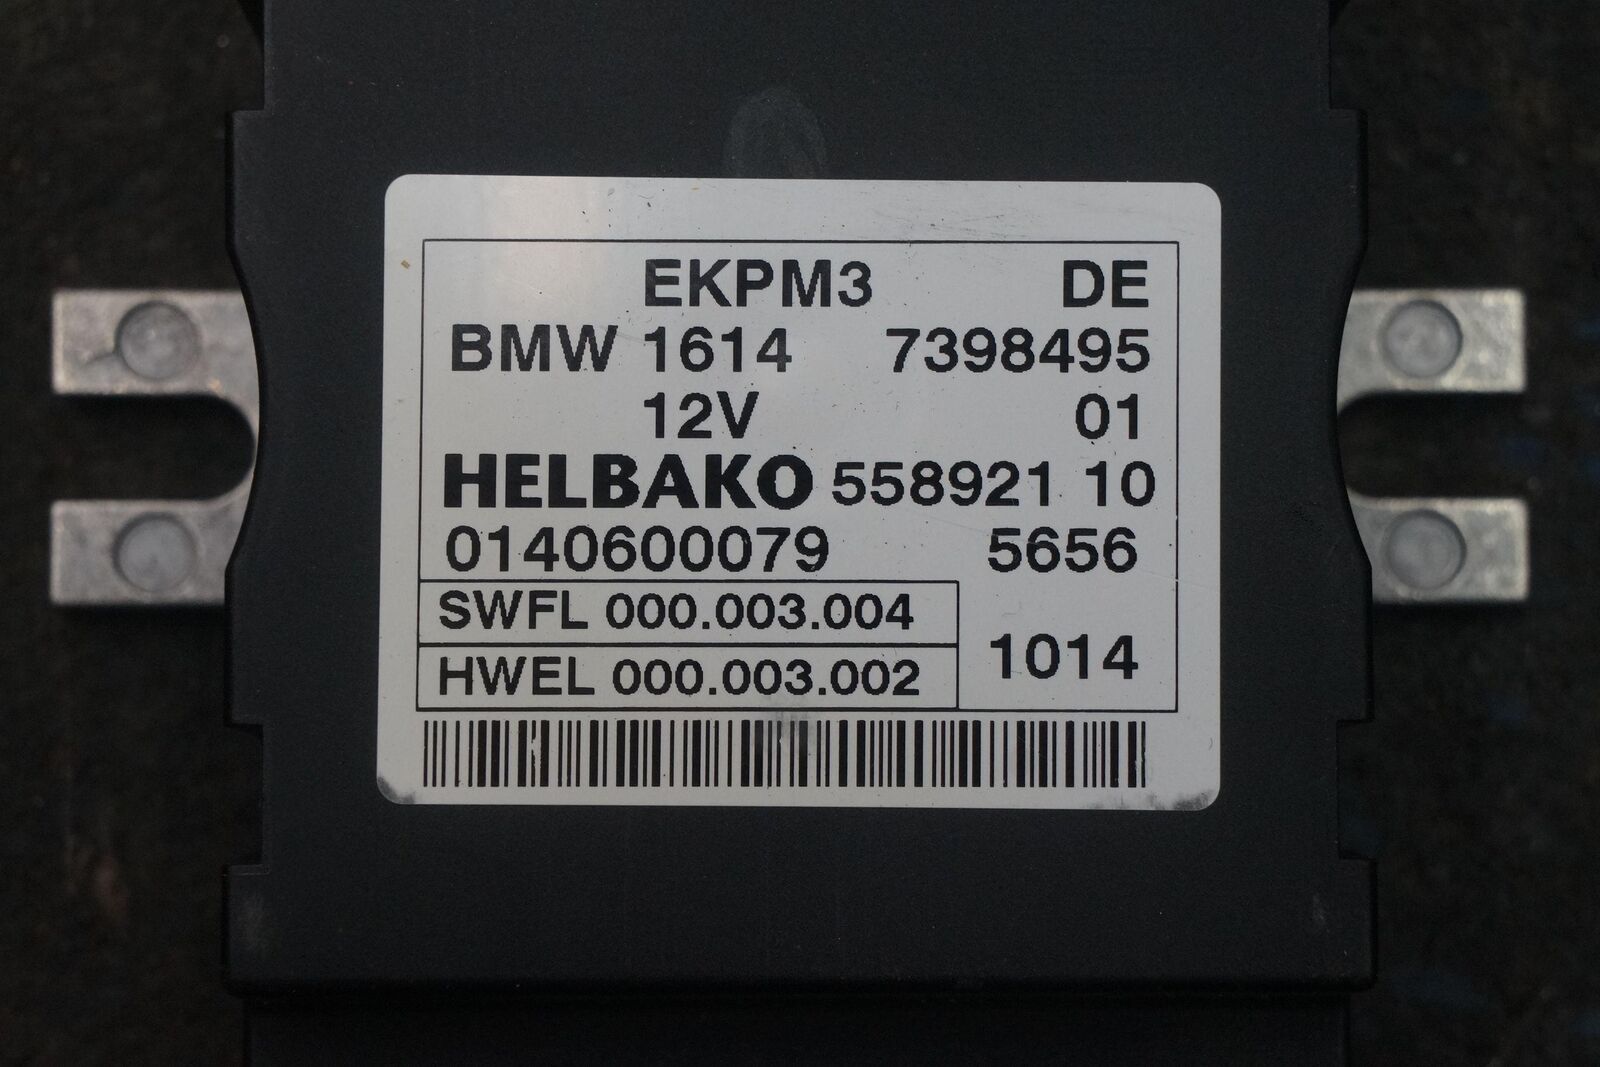 EKPM3 DE
BMW 1614 7398495
12V 01
HELBAKO 558921 10
0140600079 5656
SWFL 000.003.004
1014
HWEL 000.003.002